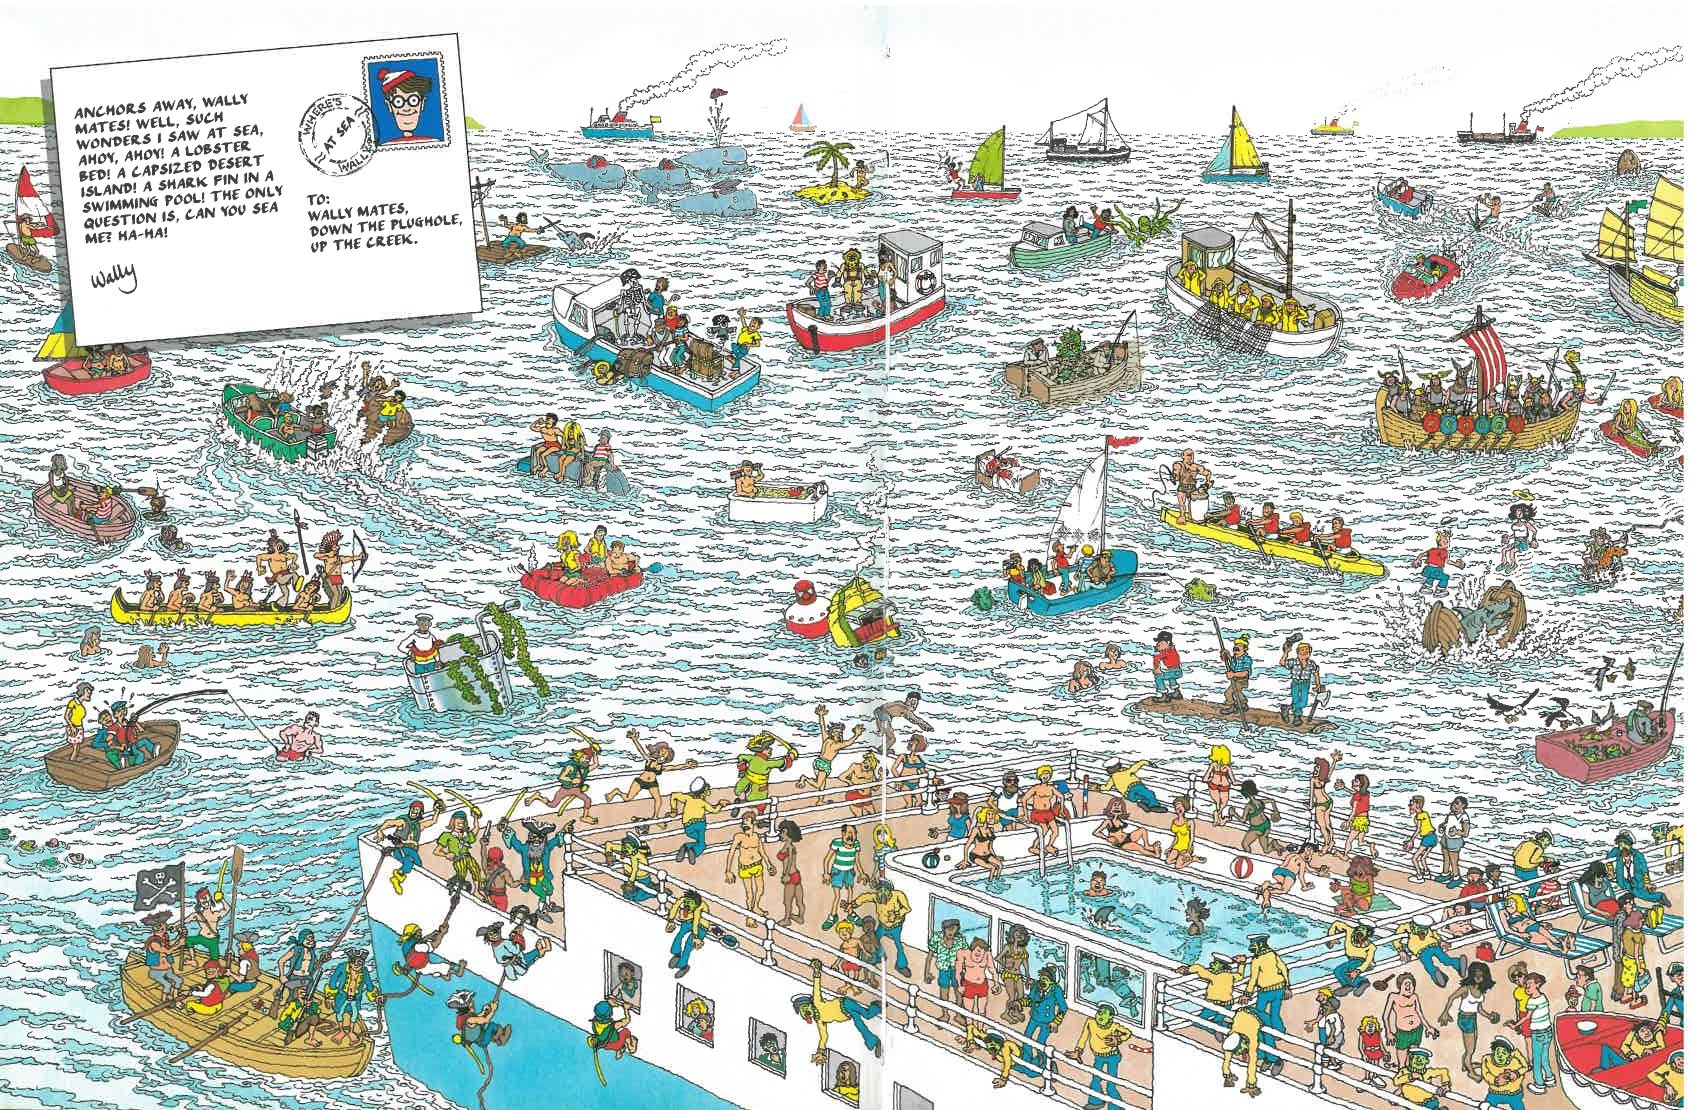 ANCHORS AWAY, WALLY
MATES! WELL, SUCH
WONDERS I SAW AT SEA,
AHOY, AHOY! A LOBSTER
BED! A CAPSIZED DESERT
ISLAND! A SHARK FIN IN A
SWIMMING POOL! THE ONLY
QUESTION IS, CAN YOU SEA
ME? HA-HA!
Wally
WHERE'S
AT SEA
WALLY
TO:
WALLY MATES,
DOWN THE PLUGHOLE,
UP THE CREEK.